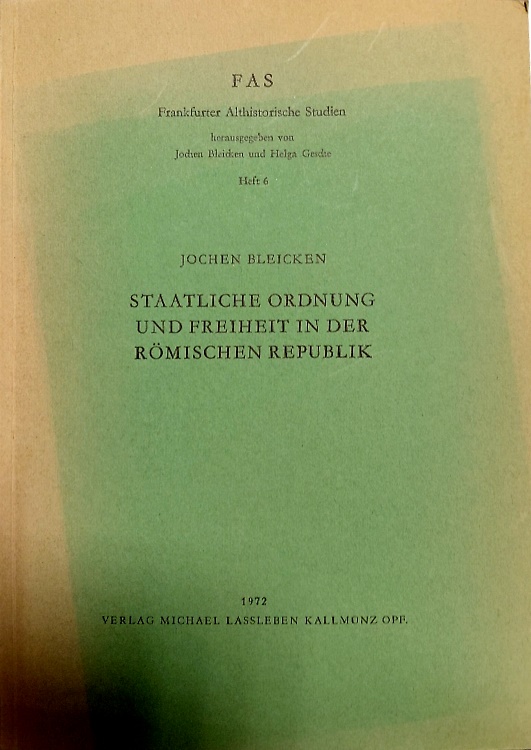 FAS
Frankfurter Althistorische Studien
herausgegeben von
Jochen Bleicken und Helga Gesche
Heft 6
JOCHEN BLEICKEN
STAATLICHE ORDNUNG
UND FREIHEIT IN DER
RÖMISCHEN REPUBLIK
1972
VERLAG MICHAEL LASSLEBEN KALLMÜNZ OPF.